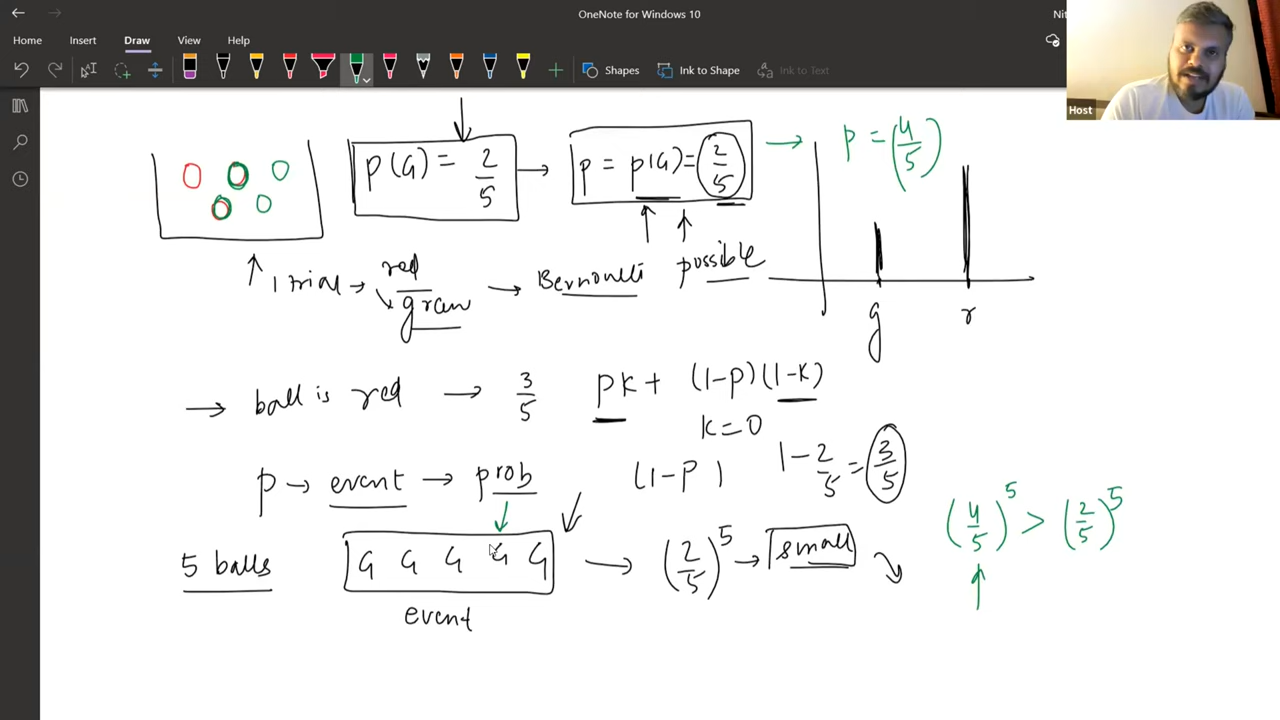 OneNote for Windows 10
Home Insert Draw View Help
Shapes Ink to Shape Ink to Text
Host
P(G) = 2/5 → p = p(G) = 2/5 → p = (4/5)
↑ 1 trial → red → Bernoulli possible
green
g r
→ ball is red → 3/5 pk + (1-p)(1-k)
k=0
p → event → prob (1-p) 1 - 2/5 = 3/5
5 balls G G G G G → (2/5)^5 → small (4/5)^5 > (2/5)^5
event